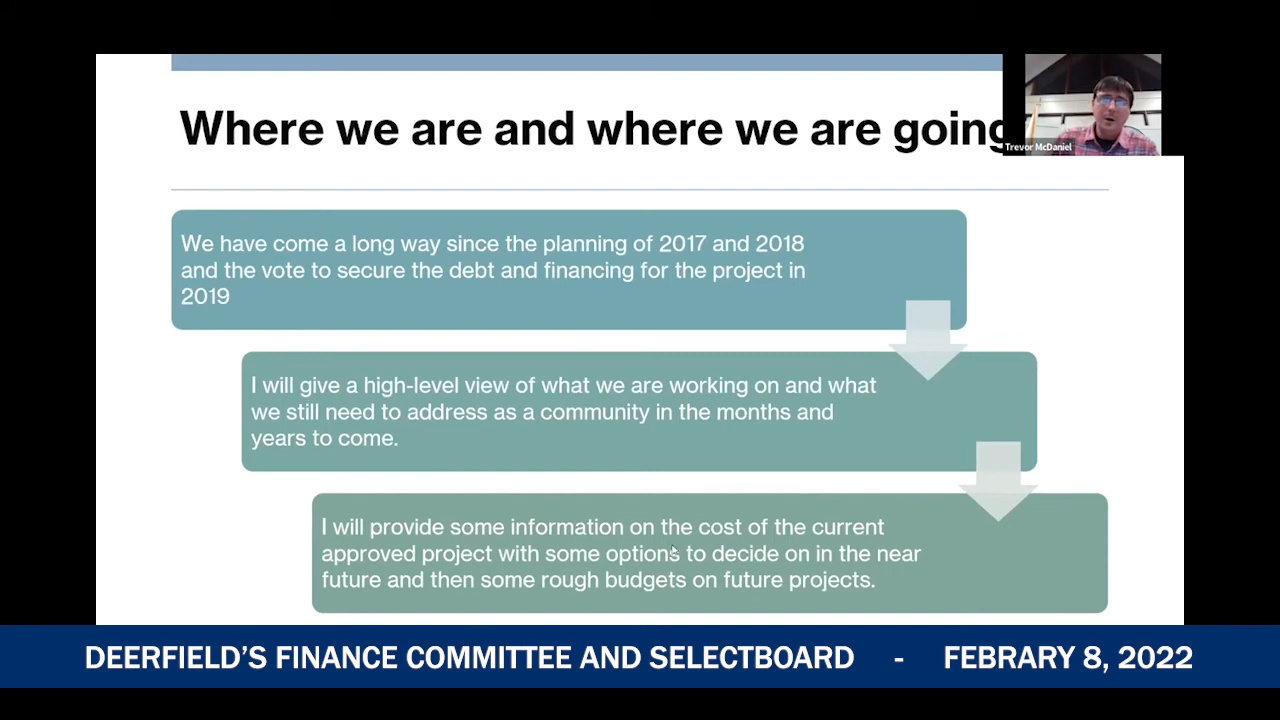 Where we are and where we are going
Trevor McDaniel
We have come a long way since the planning of 2017 and 2018
and the vote to secure the debt and financing for the project in
2019
I will give a high-level view of what we are working on and what
we still need to address as a community in the months and
years to come.
I will provide some information on the cost of the current
approved project with some options to decide on in the near
future and then some rough budgets on future projects.
DEERFIELD'S FINANCE COMMITTEE AND SELECTBOARD - FEBRARY 8, 2022